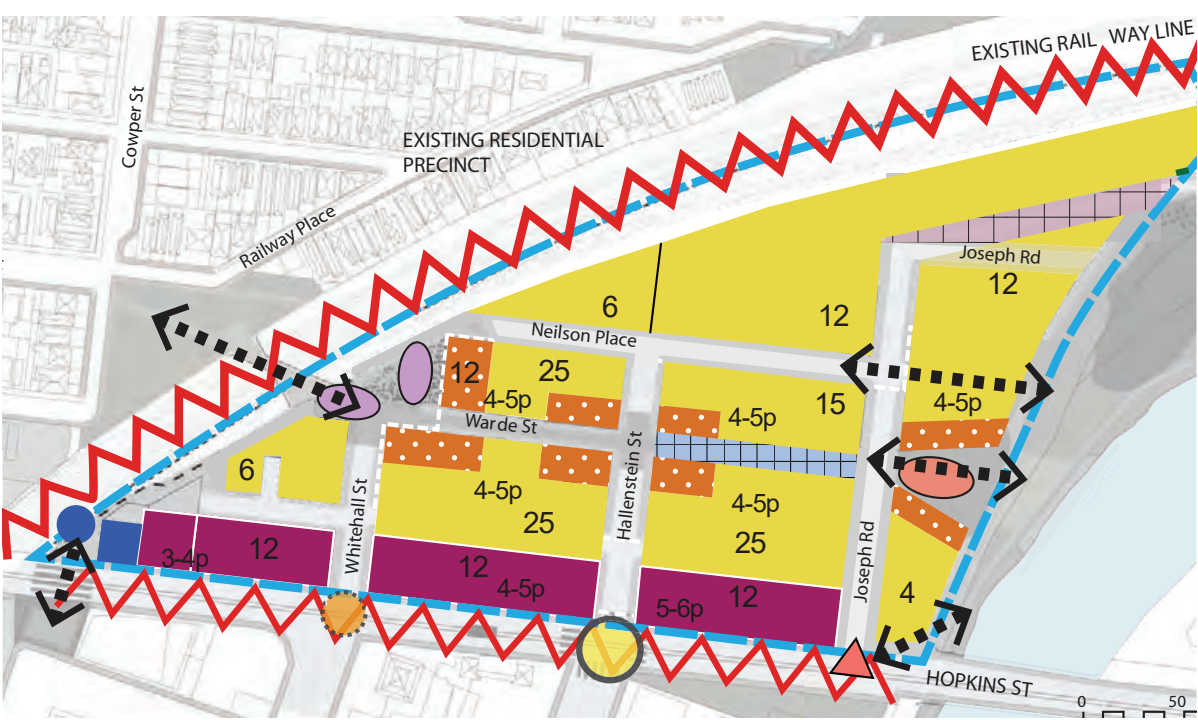 EXISTING RAIL WAY LINE
Cowper St
EXISTING RESIDENTIAL
PRECINCT
Railway Place
Joseph Rd
12
6
12
Neilson Place
12
25
4-5p
15
4-5p
4-5p
Warde St
6
Hallenstein St
4-5p
4-5p
Whitehall St
25
25
Joseph Rd
3-4p
12
12
4-5p
5-6p
12
4
HOPKINS ST
0
50